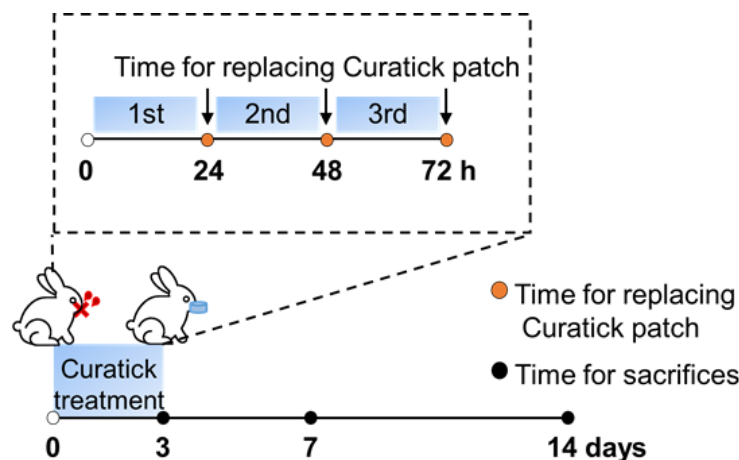 Time for replacing Curatick patch
1st 2nd 3rd
0 24 48 72 h
Time for replacing
Curatick patch
Curatick
treatment
Time for sacrifices
0 3 7 14 days